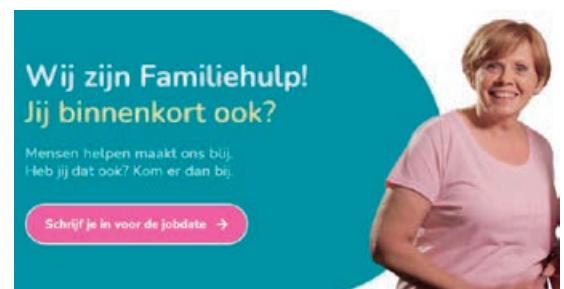 Wij zijn Familiehulp!
Jij binnenkort ook?
Mensen helpen maakt ons blij.
Heb jij dat ook? Kom er dan bij.
Schrijf je in voor de jobdate →